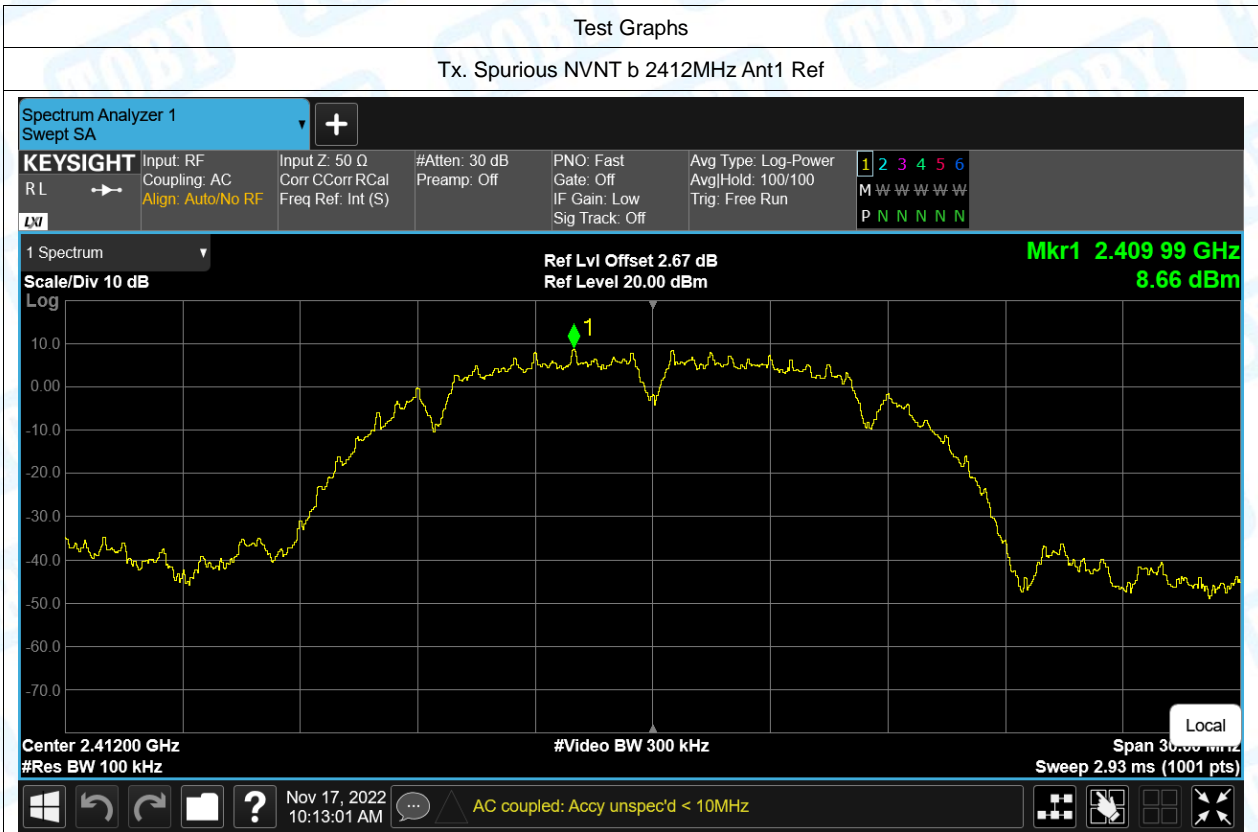 Test Graphs
Tx. Spurious NVNT b 2412MHz Ant1 Ref
Spectrum Analyzer 1
Swept SA
+
KEYSIGHT
R L
LXI
Input: RF
Coupling: AC
Align: Auto/No RF
Input Z: 50 Ω
Corr CCorr RCal
Freq Ref: Int (S)
#Atten: 30 dB
Preamp: Off
PNO: Fast
Gate: Off
IF Gain: Low
Sig Track: Off
Avg Type: Log-Power
Avg|Hold: 100/100
Trig: Free Run
1 2 3 4 5 6
M W W W W W
P N N N N N
1 Spectrum
Scale/Div 10 dB
Log
Ref Lvl Offset 2.67 dB
Ref Level 20.00 dBm
Mkr1 2.409 99 GHz
8.66 dBm
1
10.0
0.00
-10.0
-20.0
-30.0
-40.0
-50.0
-60.0
-70.0
Local
Center 2.41200 GHz
#Video BW 300 kHz
Span 30.00 MHz
#Res BW 100 kHz
Sweep 2.93 ms (1001 pts)
?
Nov 17, 2022
10:13:01 AM
AC coupled: Accy unspec'd < 10MHz
TOBY